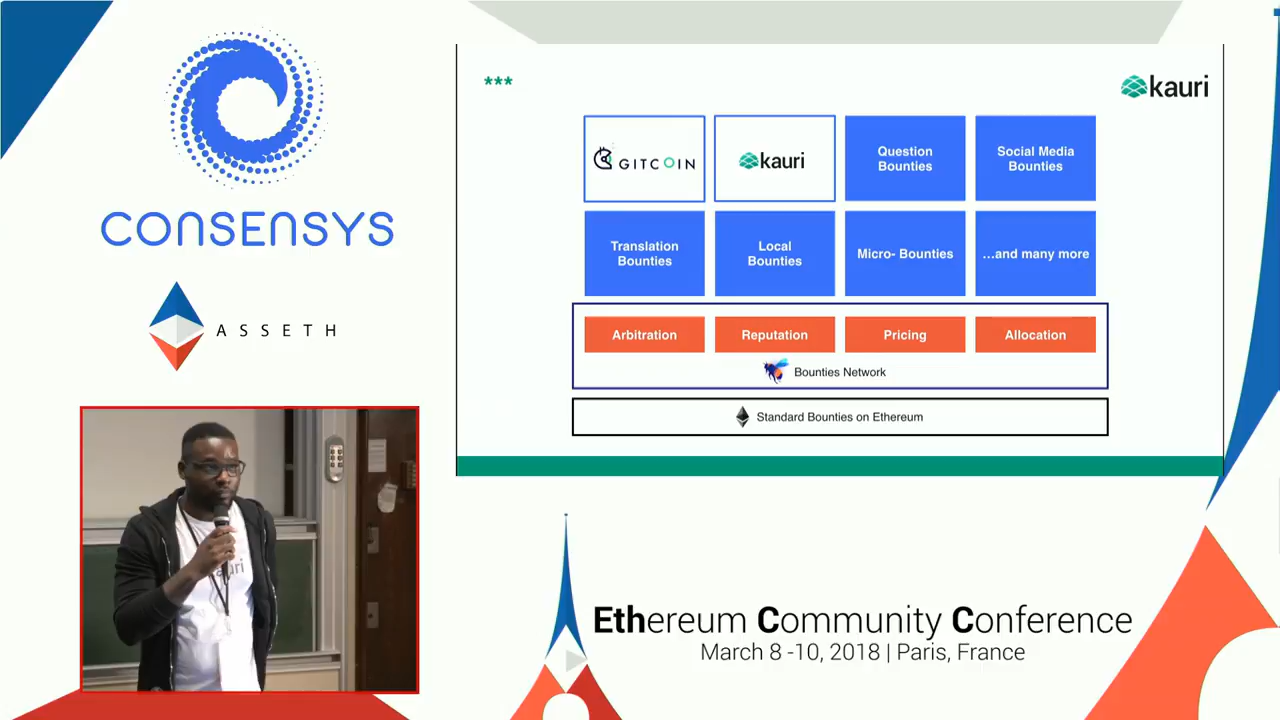 CONSENSYS
ASSETH
***
kauri
GITCOIN
kauri
Question
Bounties
Social Media
Bounties
Translation
Bounties
Local
Bounties
Micro- Bounties
...and many more
Arbitration
Reputation
Pricing
Allocation
Bounties Network
Standard Bounties on Ethereum
Ethereum Community Conference
March 8 -10, 2018 | Paris, France